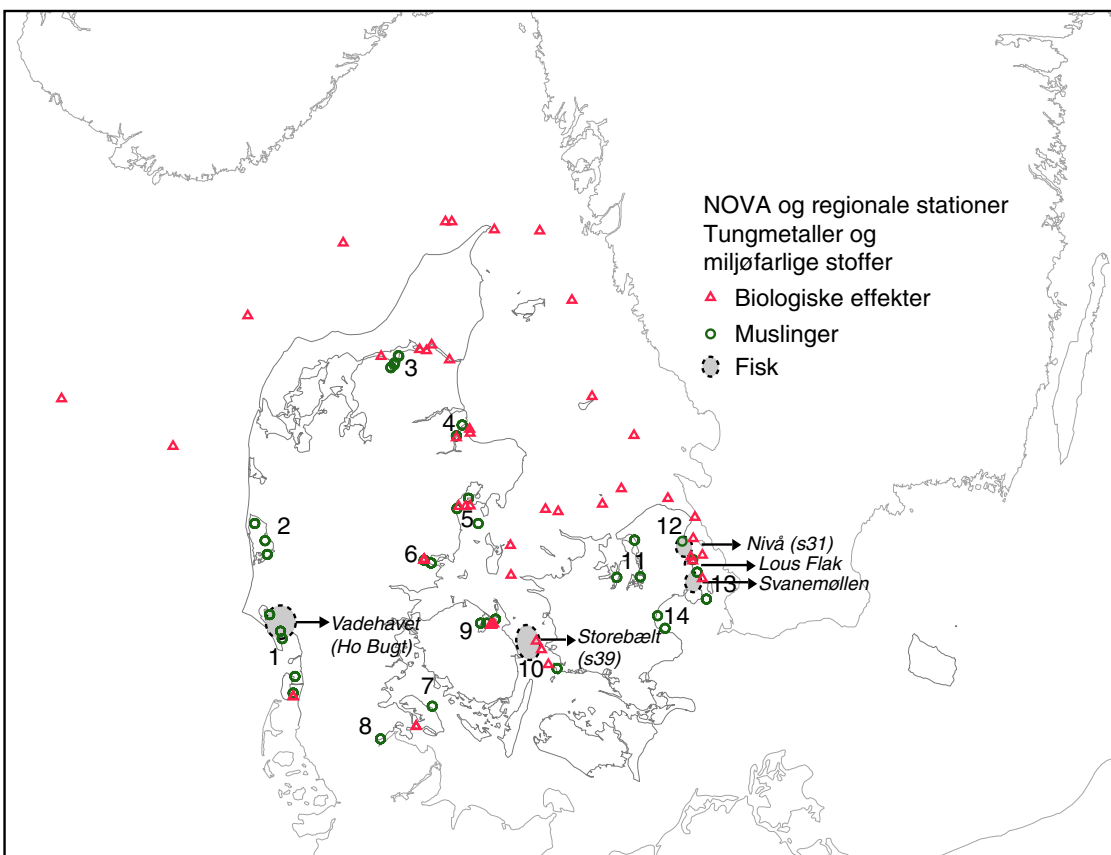 NOVA og regionale stationer
Tungmetaller og
miljøfarlige stoffer
Biologiske effekter
Muslinger
Fisk
3
4
2
5
12
Nivå (s31)
6
11
Lous Flak
13
Svanemøllen
14
Vadehavet
(Ho Bugt)
9
Storebælt
(s39)
1
10
7
8